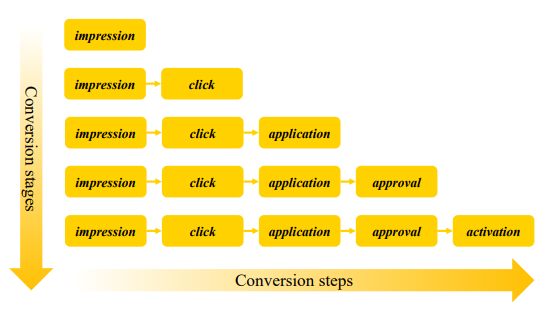 impression
impression click
impression click application
impression click application approval
impression click application approval activation
Conversion stages
Conversion steps